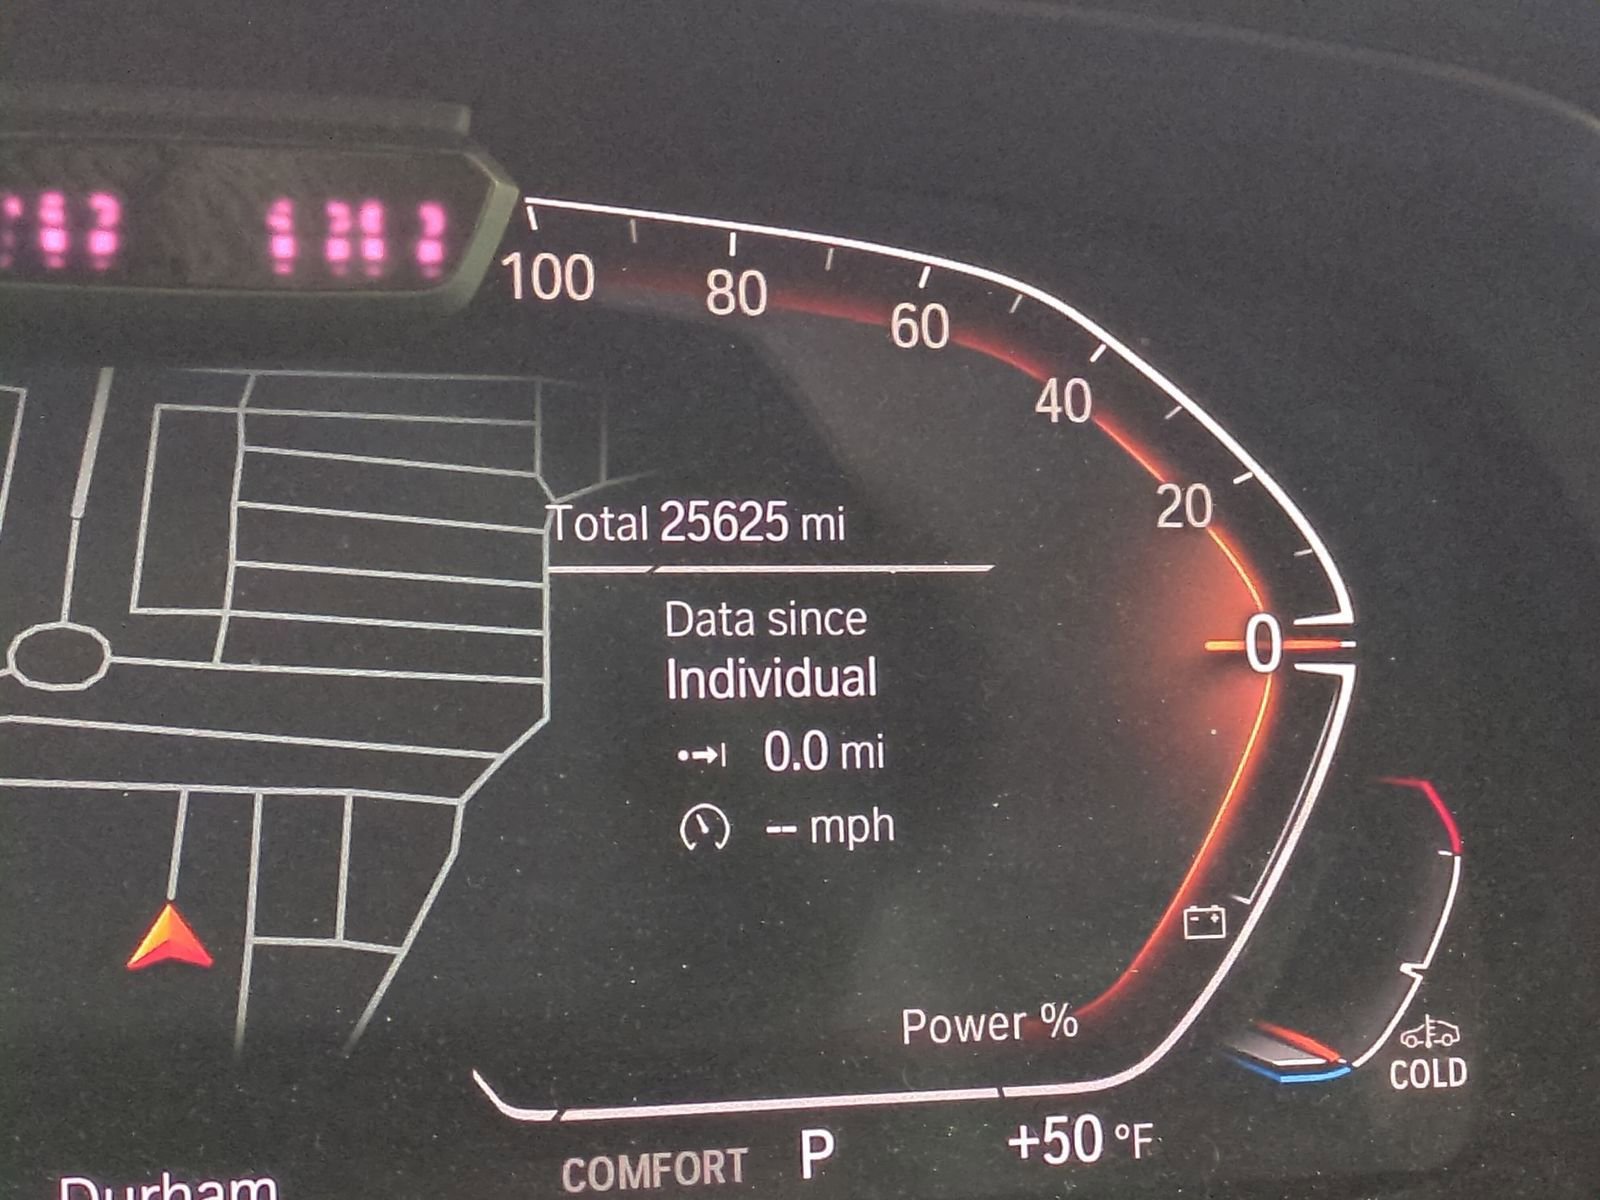 100
80
60
40
20
0
Total 25625 mi
Data since
Individual
0.0 mi
-- mph
Power %
COLD
COMFORT P +50 °F
Durham